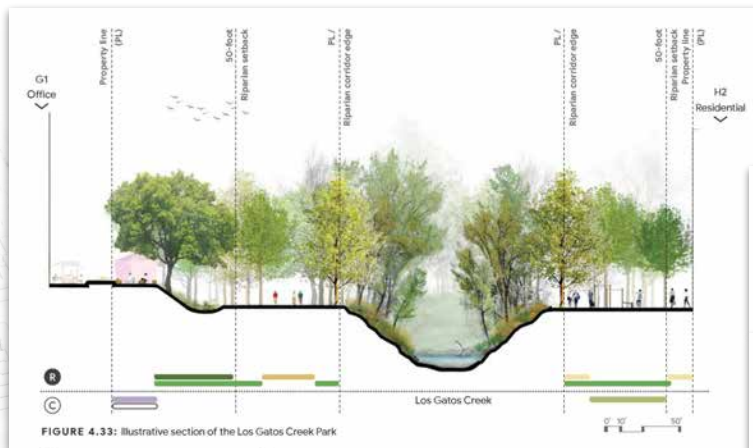 Property line
(PL)
50-foot
Riparian setback
PL /
Riparian corridor edge
PL /
Riparian corridor edge
50-foot
Riparian setback
Property line
(PL)
G1
Office
H2
Residential
R
C
Los Gatos Creek
0' 10' 50'
FIGURE 4.33: Illustrative section of the Los Gatos Creek Park